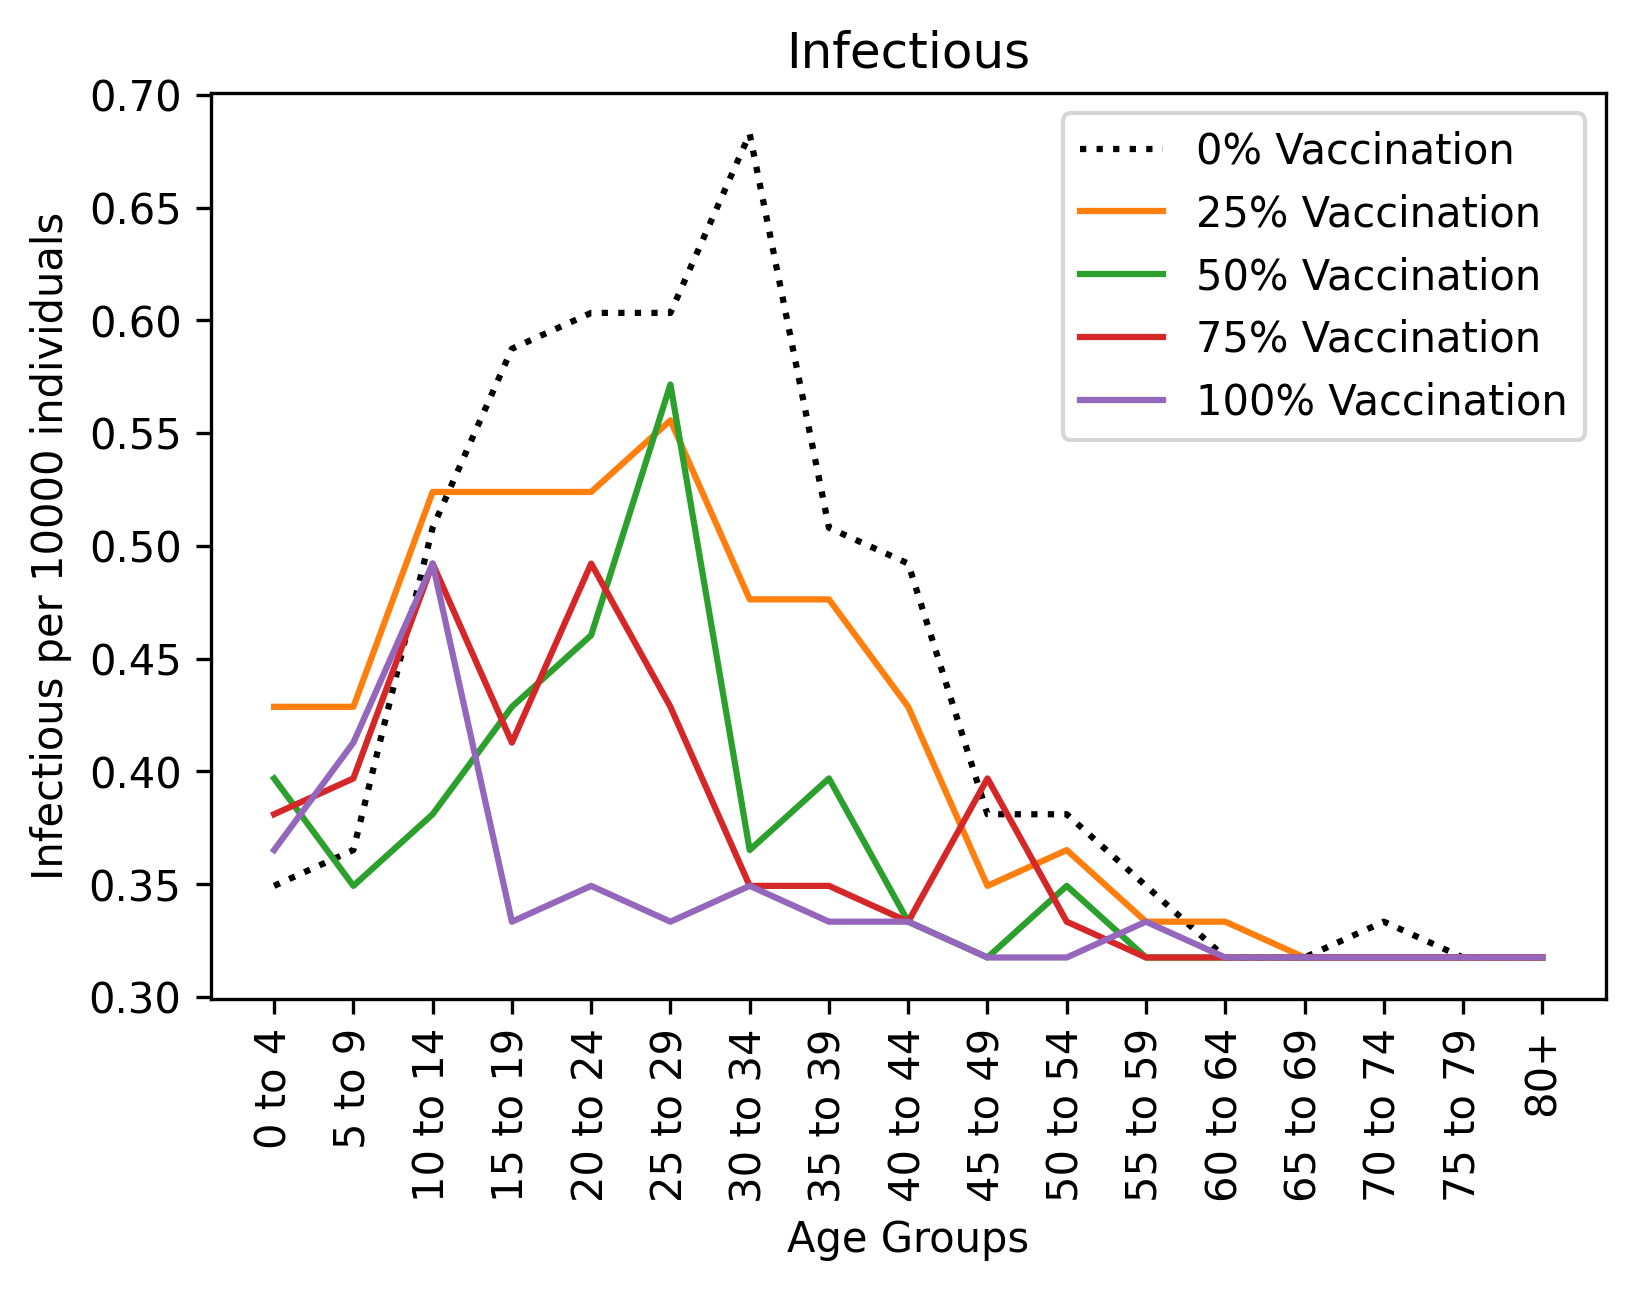 Infectious
0.70
0.65
0.60
0.55
0.50
0.45
0.40
0.35
0.30
Infectious per 10000 individuals
0% Vaccination
25% Vaccination
50% Vaccination
75% Vaccination
100% Vaccination
0 to 4
5 to 9
10 to 14
15 to 19
20 to 24
25 to 29
30 to 34
35 to 39
40 to 44
45 to 49
50 to 54
55 to 59
60 to 64
65 to 69
70 to 74
75 to 79
80+
Age Groups